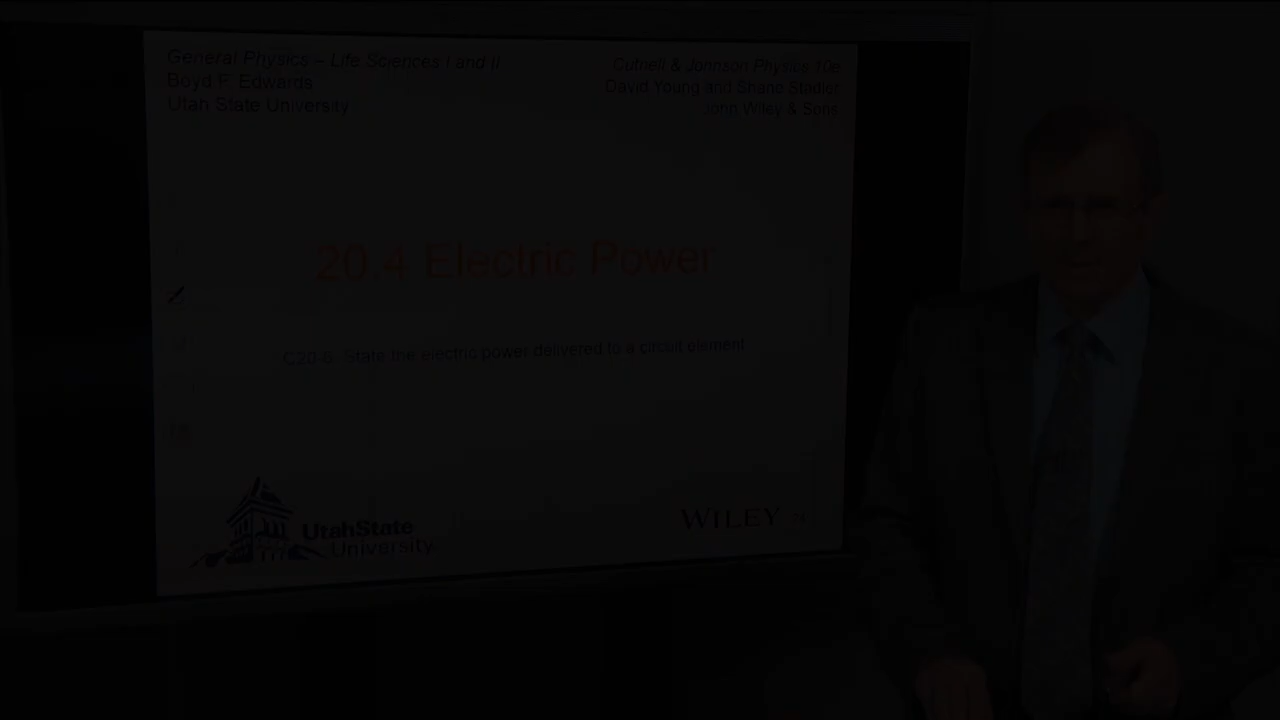 General Physics – Life Sciences I and II
Boyd F. Edwards
Utah State University
Cutnell & Johnson Physics 10e
David Young and Shane Stadler
John Wiley & Sons
20.4 Electric Power
C20-6 State the electric power delivered to a circuit element
UtahState
University
WILEY